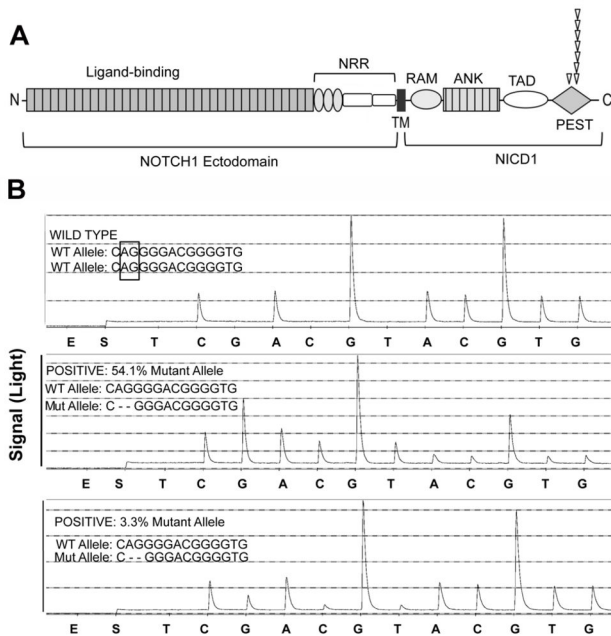 A
Ligand-binding
NRR
RAM
ANK
TAD
N
C
TM
PEST
NOTCH1 Ectodomain
NICD1
B
Signal (Light)
WILD TYPE
WT Allele: CAGGGGACGGGGTG
WT Allele: CAGGGGACGGGGTG
E S T C G A C G T A C G T G
POSITIVE: 54.1% Mutant Allele
WT Allele: CAGGGGACGGGGTG
Mut Allele: C - - GGGACGGGGTG
E S T C G A C G T A C G T G
POSITIVE: 3.3% Mutant Allele
WT Allele: CAGGGGACGGGGTG
Mut Allele: C - - GGGACGGGGTG
E S T C G A C G T A C G T G